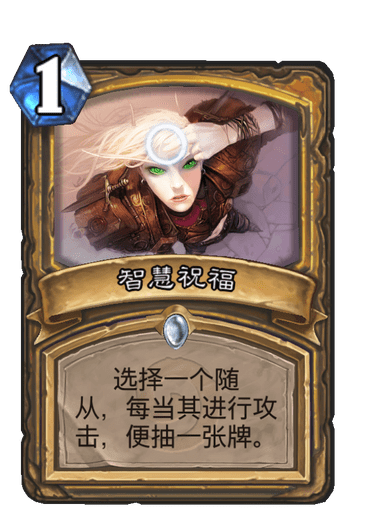 1
智慧祝福
选择一个随
从，每当其进行攻
击，便抽一张牌。